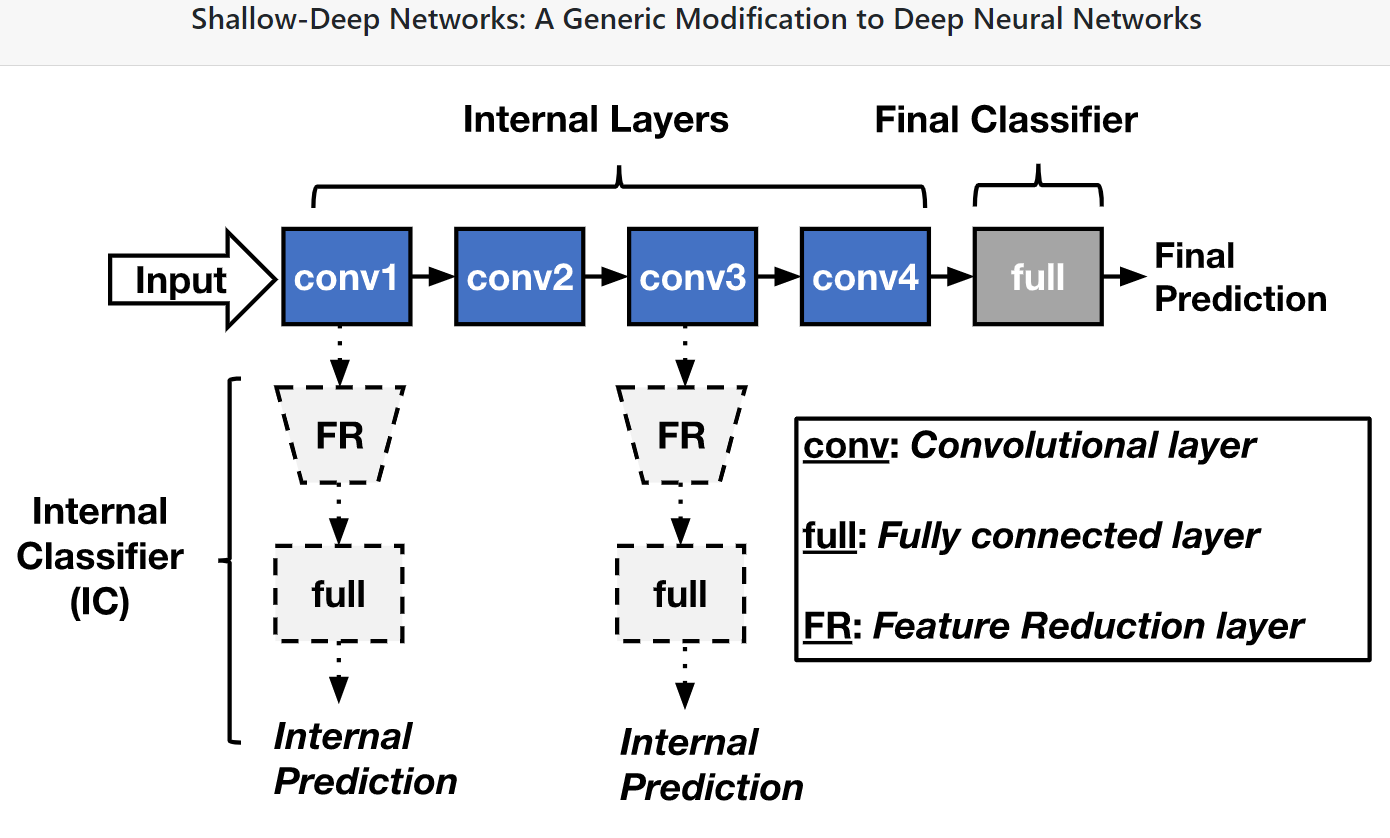 Shallow-Deep Networks: A Generic Modification to Deep Neural Networks
Internal Layers
Final Classifier
Input
conv1
conv2
conv3
conv4
full
Final
Prediction
FR
FR
conv: Convolutional layer
Internal
Classifier
(IC)
full: Fully connected layer
full
full
FR: Feature Reduction layer
Internal
Prediction
Internal
Prediction